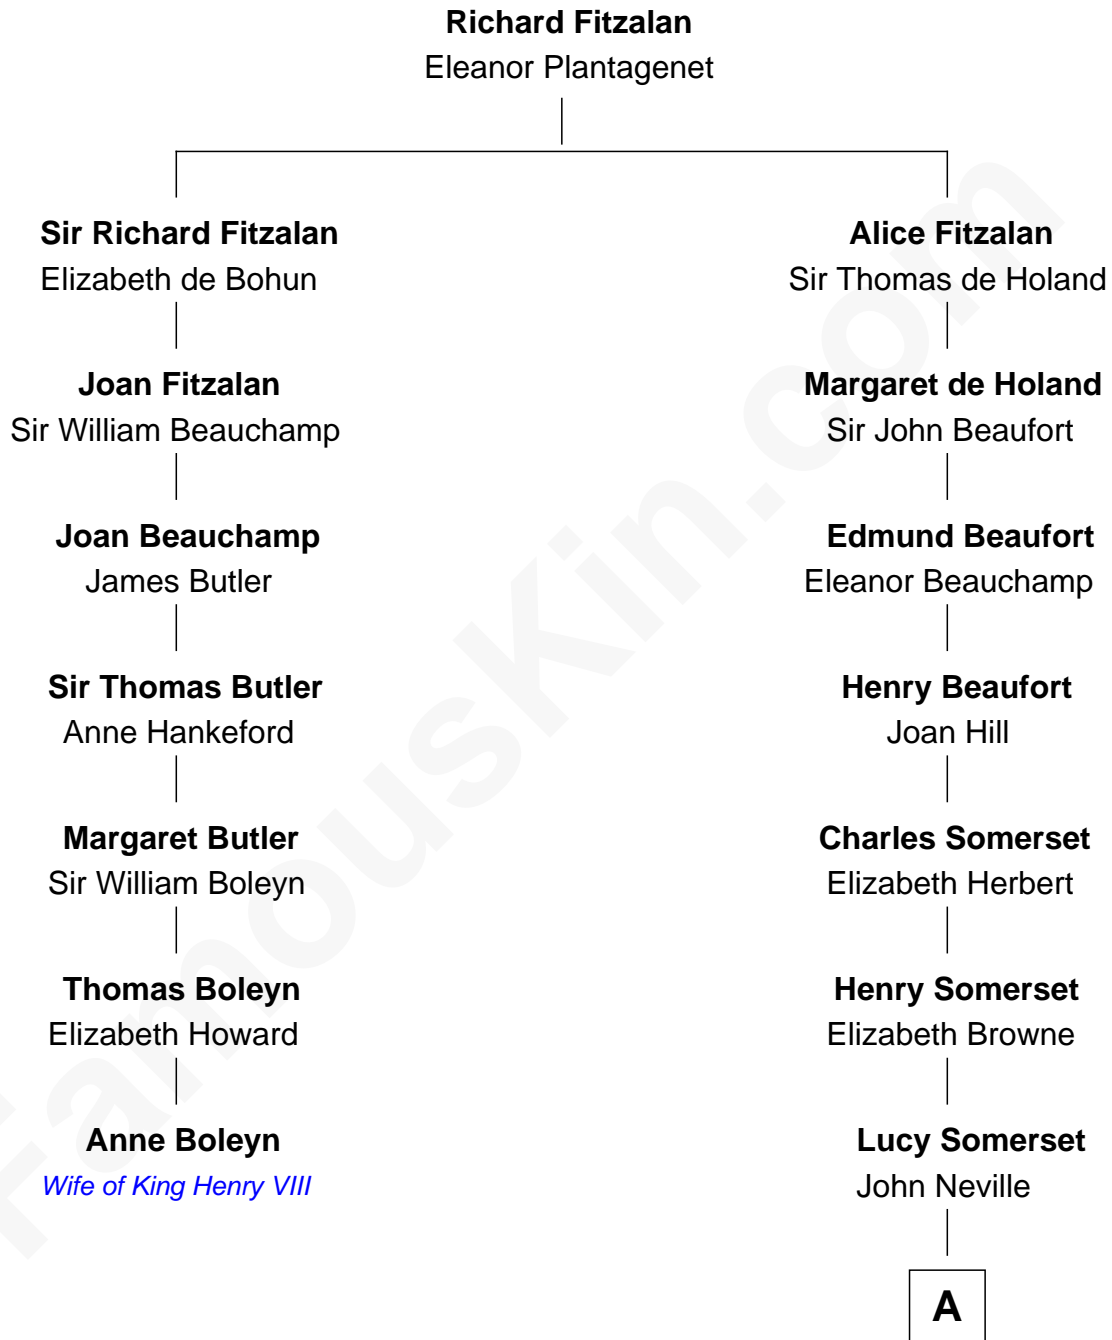 Richard Fitzalan
Eleanor Plantagenet
Sir Richard Fitzalan
Elizabeth de Bohun
Joan Fitzalan
Sir William Beauchamp
Joan Beauchamp
James Butler
Sir Thomas Butler
Anne Hankeford
Margaret Butler
Sir William Boleyn
Thomas Boleyn
Elizabeth Howard
Anne Boleyn
Wife of King Henry VIII
Alice Fitzalan
Sir Thomas de Holand
Margaret de Holand
Sir John Beaufort
Edmund Beaufort
Eleanor Beauchamp
Henry Beaufort
Joan Hill
Charles Somerset
Elizabeth Herbert
Henry Somerset
Elizabeth Browne
Lucy Somerset
John Neville
A
FamousKin.com